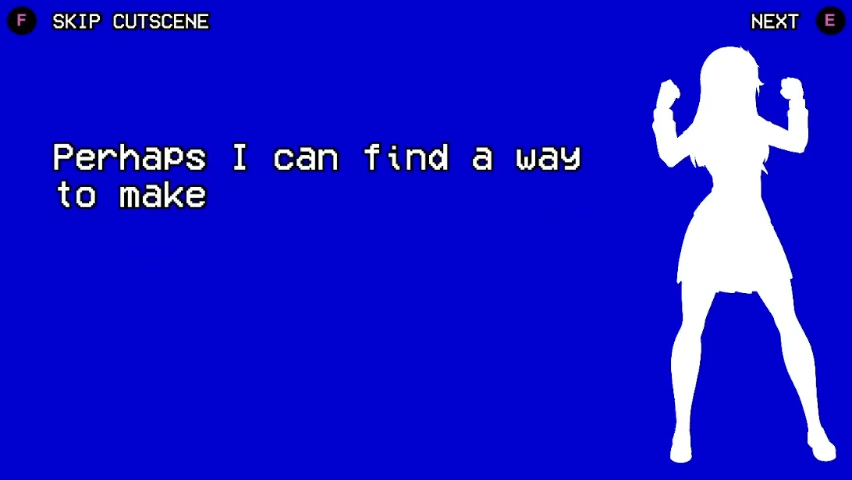 F SKIP CUTSCENE
NEXT E
Perhaps I can find a way
to make